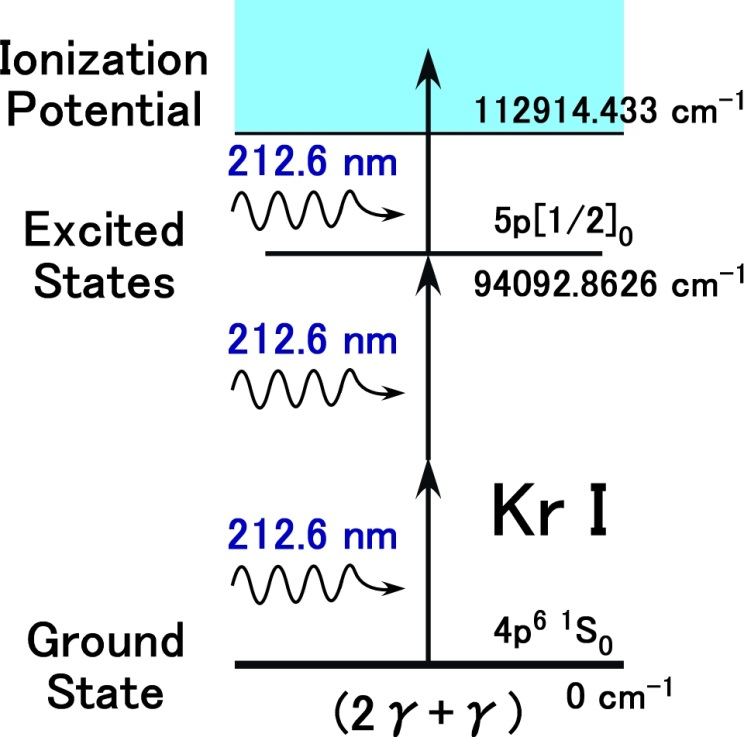 Ionization
Potential
112914.433 cm⁻¹
212.6 nm
Excited
States
5p[1/2]₀
94092.8626 cm⁻¹
212.6 nm
Kr I
212.6 nm
Ground
State
4p⁶ ¹S₀
0 cm⁻¹
(2γ+γ)